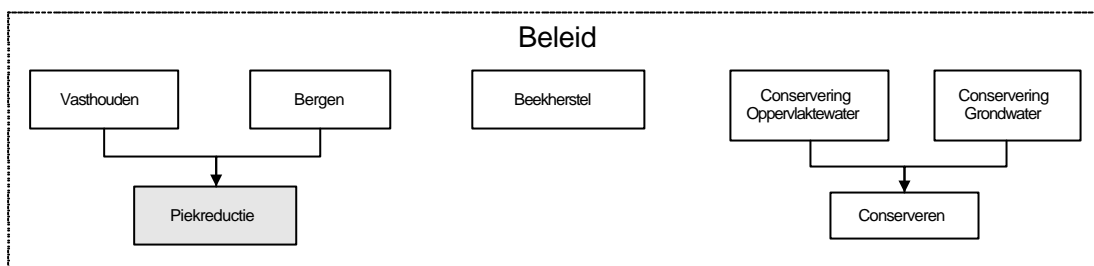 Beleid
Vasthouden
Bergen
Beekherstel
Conservering
Oppervlaktewater
Conservering
Grondwater
Piekreductie
Conserveren